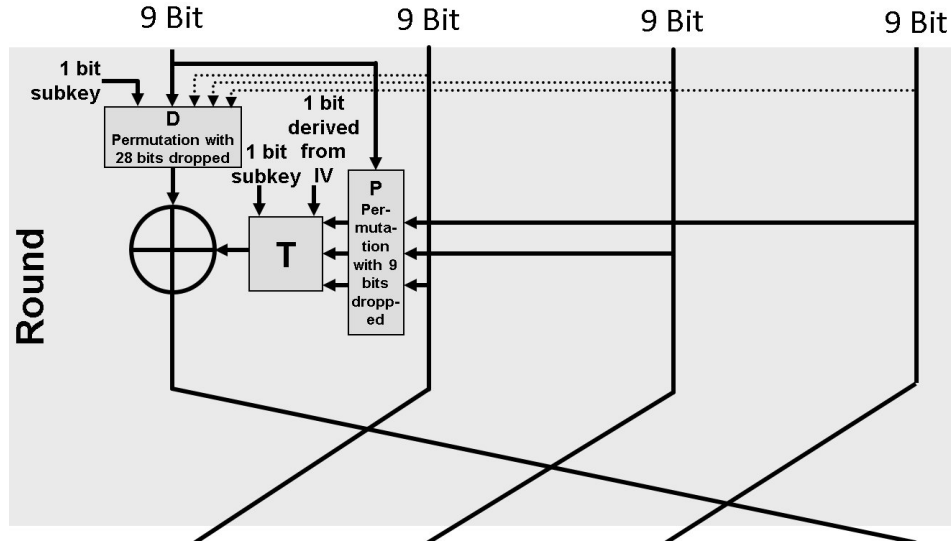 9 Bit
9 Bit
9 Bit
9 Bit
1 bit
subkey
D
Permutation with
28 bits dropped
1 bit
derived
from
IV
1 bit
subkey
P
Per-
muta-
tion
with 9
bits
dropp-
ed
T
Round